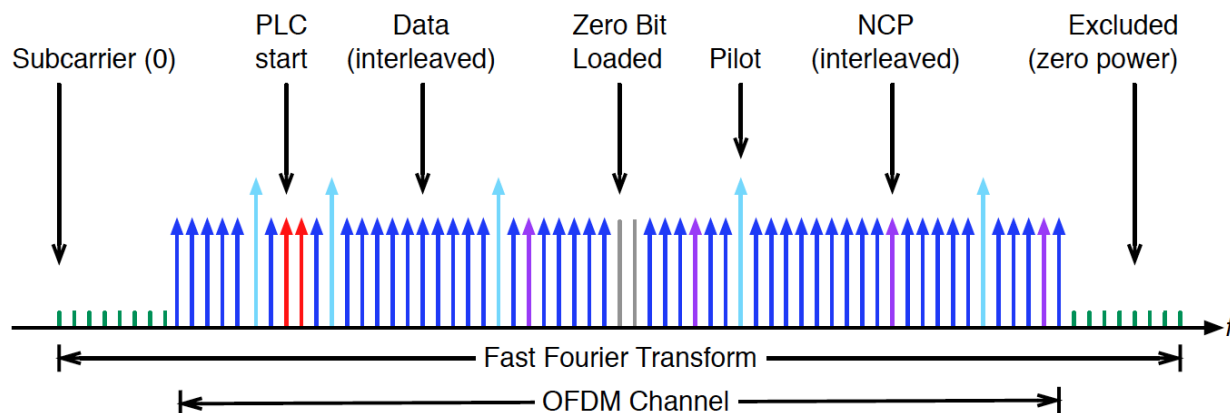 Subcarrier (0)
PLC
start
Data
(interleaved)
Zero Bit
Loaded
Pilot
NCP
(interleaved)
Excluded
(zero power)
f
Fast Fourier Transform
OFDM Channel